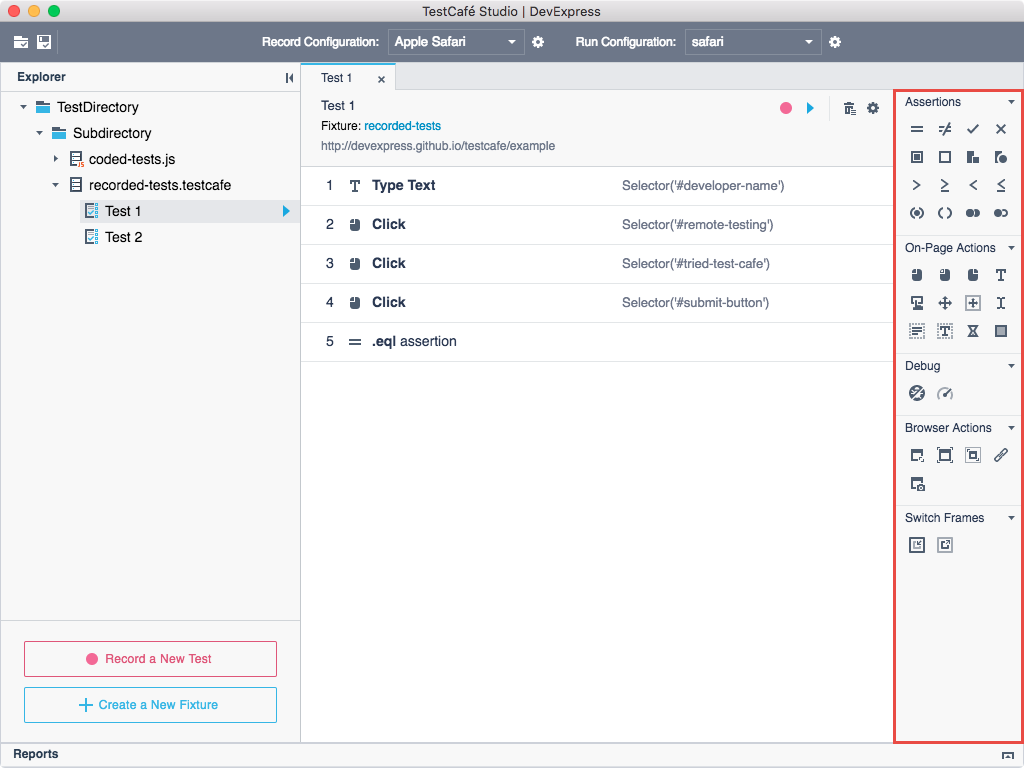 TestCafé Studio | DevExpress
Record Configuration: Apple Safari Run Configuration: safari
Explorer
TestDirectory
Subdirectory
coded-tests.js
recorded-tests.testcafe
Test 1
Test 2
Record a New Test
Create a New Fixture
Test 1
Test 1
Fixture: recorded-tests
http://devexpress.github.io/testcafe/example
1 Type Text Selector('#developer-name')
2 Click Selector('#remote-testing')
3 Click Selector('#tried-test-cafe')
4 Click Selector('#submit-button')
5 .eql assertion
Assertions
On-Page Actions
Debug
Browser Actions
Switch Frames
Reports